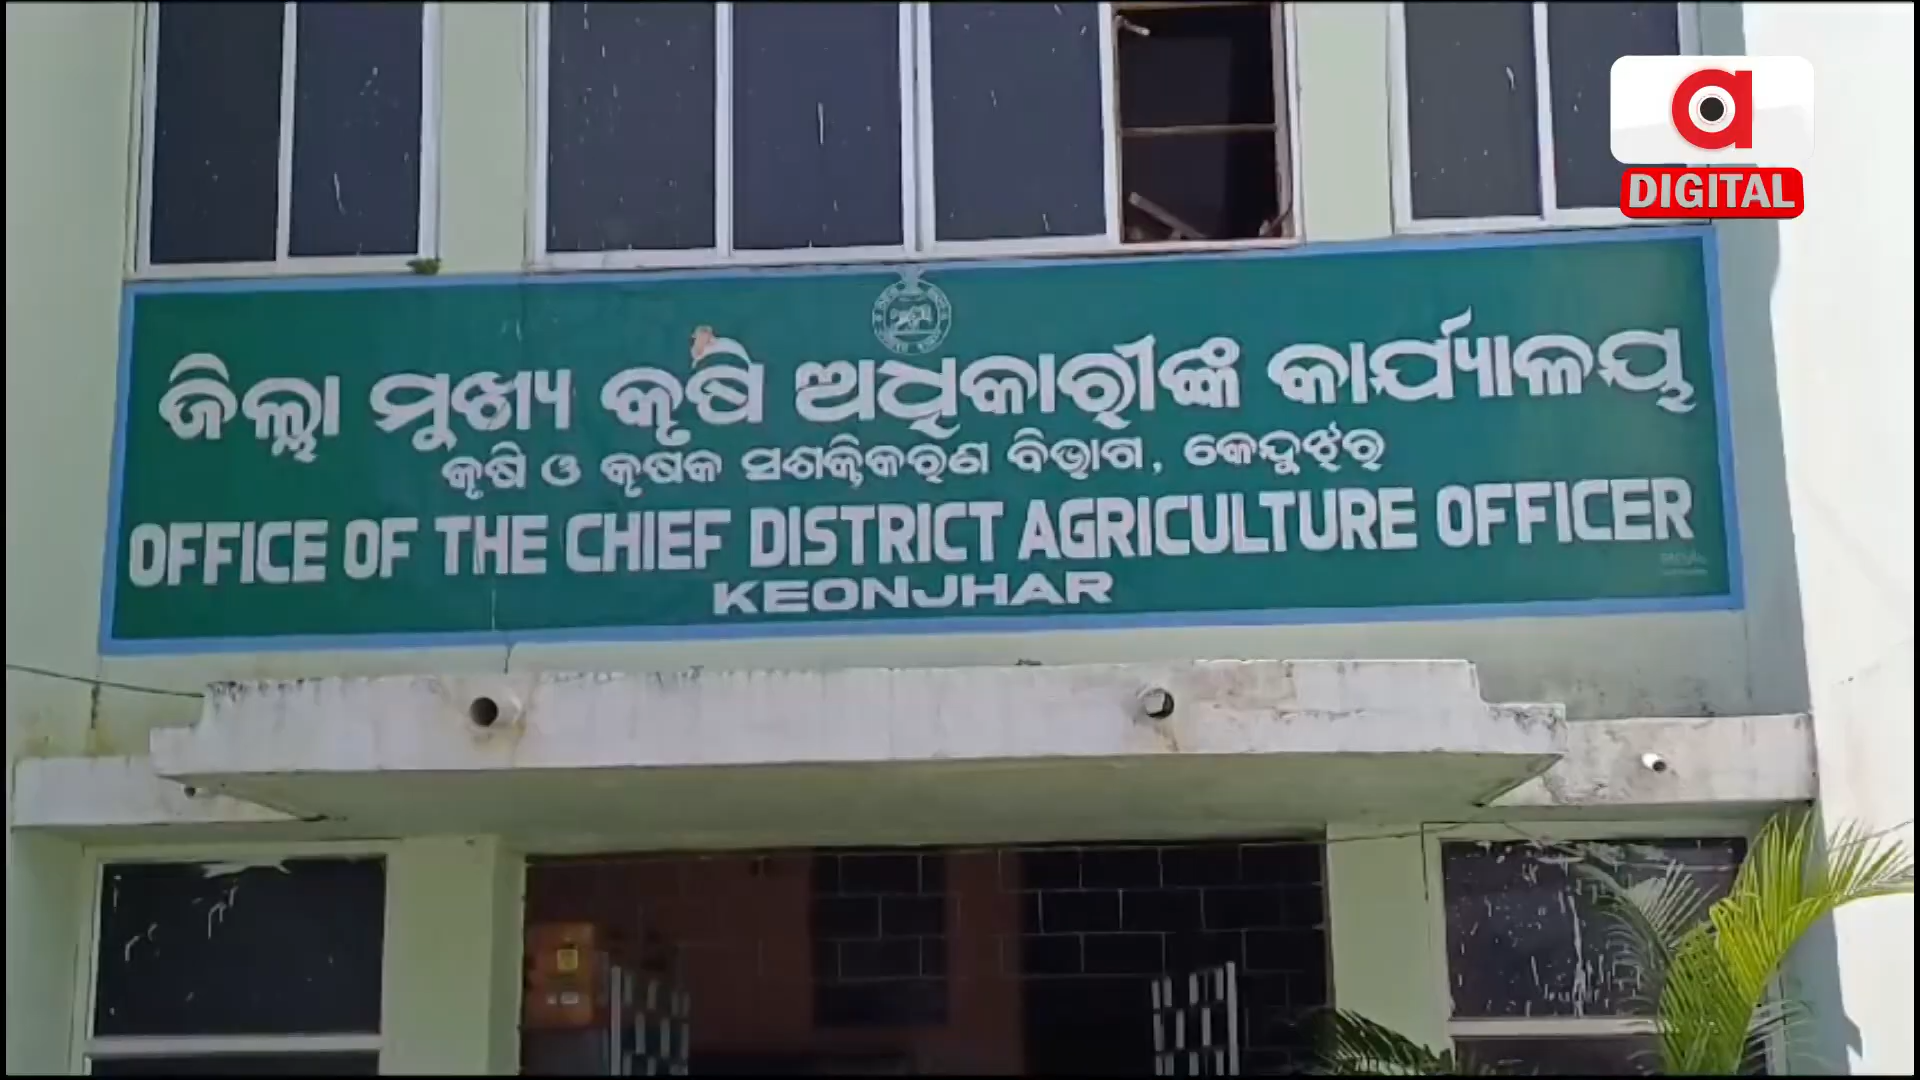 a
DIGITAL
ଜିଲ୍ଲା ମୁଖ୍ୟ କୃଷି ଅଧିକାରୀଙ୍କ କାର୍ଯ୍ୟାଳୟ
କୃଷି ଓ କୃଷକ ସଶକ୍ତିକରଣ ବିଭାଗ, କେନ୍ଦୁଝର
OFFICE OF THE CHIEF DISTRICT AGRICULTURE OFFICER
KEONJHAR